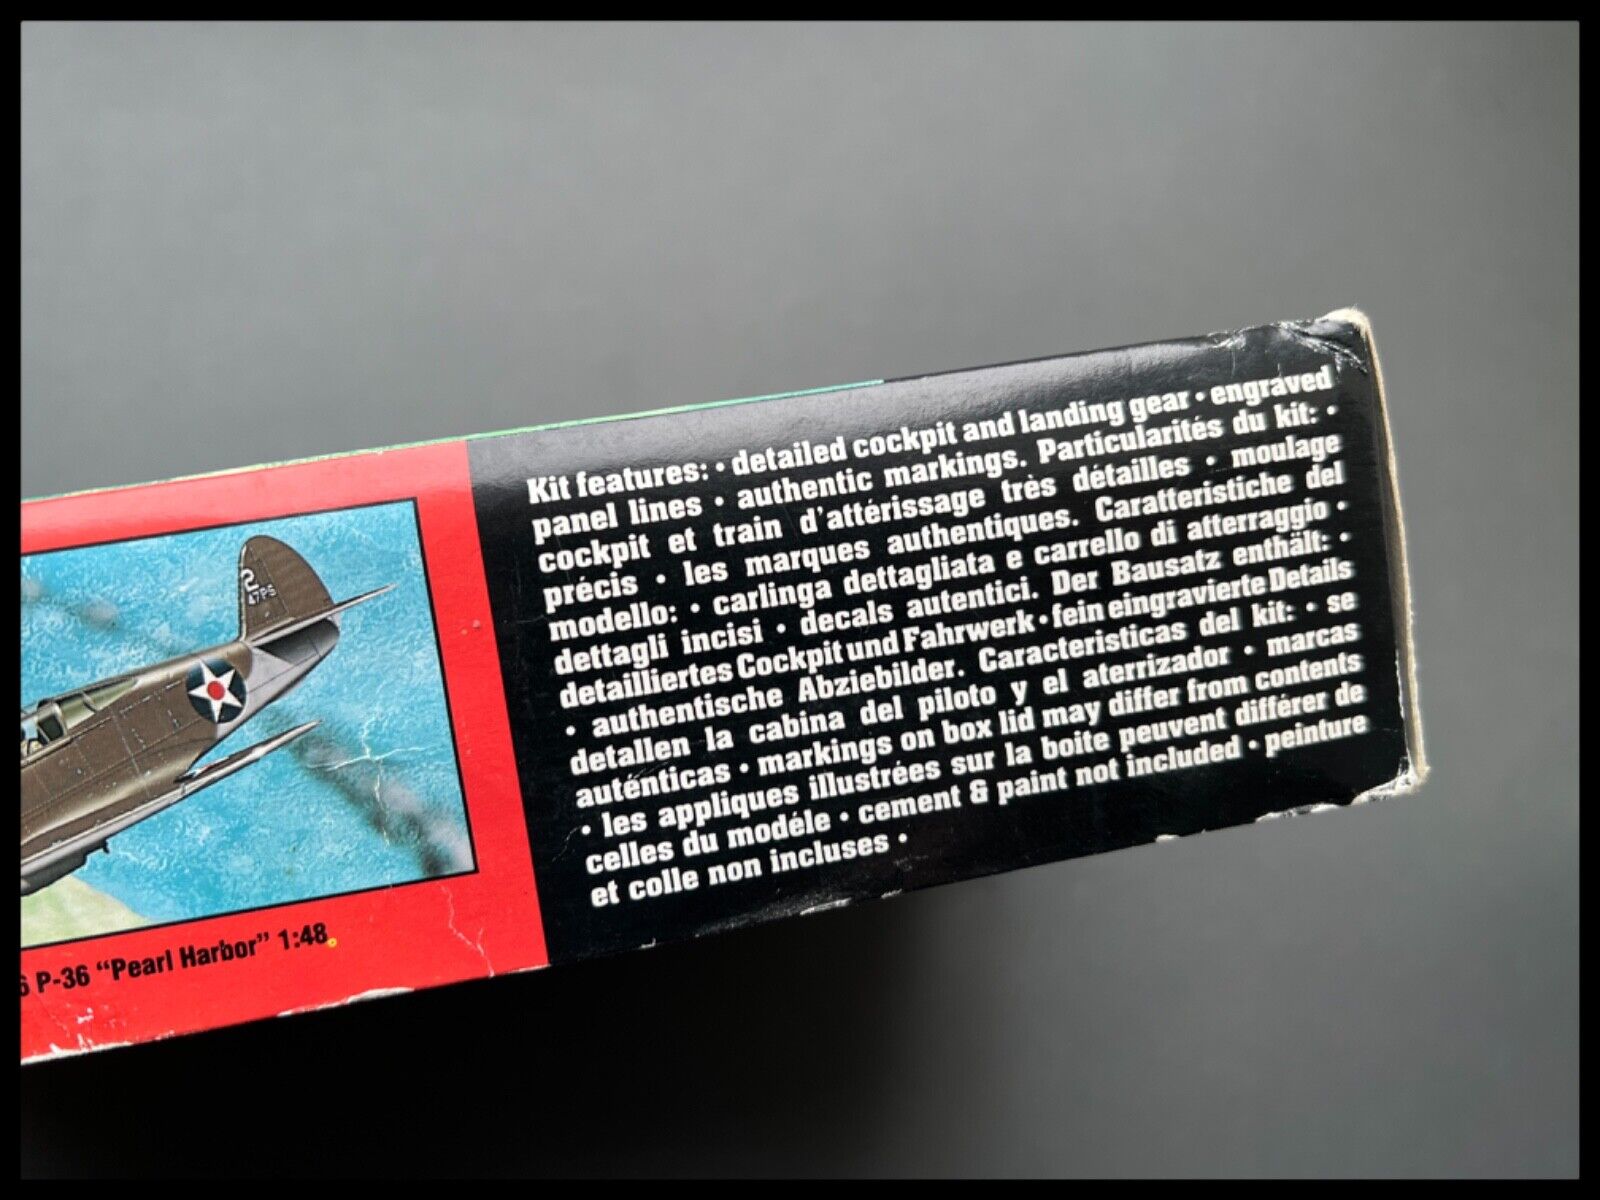 Kit features: • detailed cockpit and landing gear • engraved
panel lines • authentic markings. Particularités du kit: •
cockpit et train d'attérissage très détailles • moulage
précis • les marques authentiques. Caratteristiche del
modello: • carlinga dettagliata e carrello di atterraggio •
dettagli incisi • decals autentici. Der Bausatz enthält: •
detailliertes Cockpit und Fahrwerk • fein eingravierte Details
• authentische Abziebilder. Caracteristicas del kit: • se
detallen la cabina del piloto y el aterrizador • marcas
auténticas • markings on box lid may differ from contents
• les appliques illustrées sur la boite peuvent différer de
celles du modéle • cement & paint not included • peinture
et colle non incluses •
2
47PS
6 P-36 "Pearl Harbor" 1:48